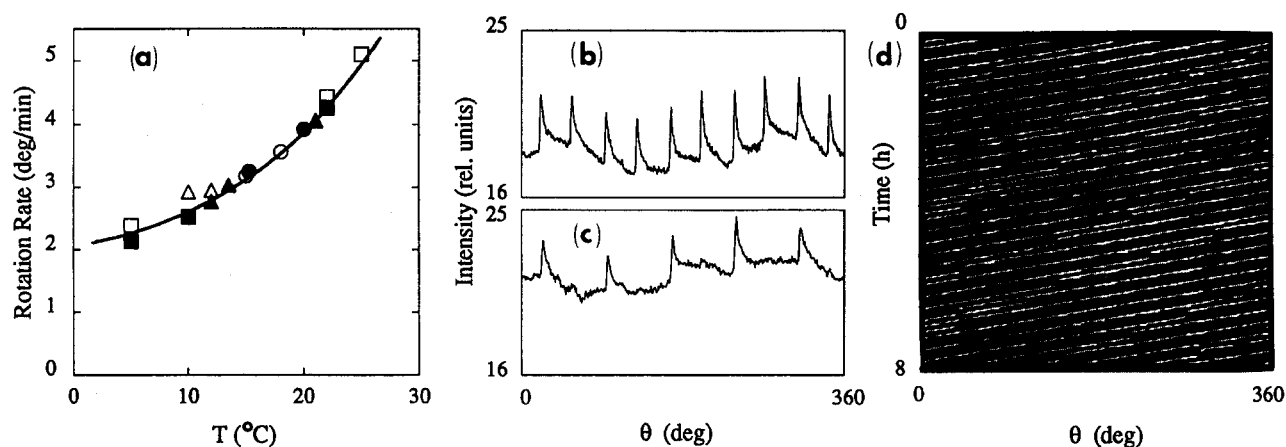 (a)
Rotation Rate (deg/min)
5
4
3
2
1
0
0
10
20
30
T (°C)
Intensity (rel. units)
25
(b)
16
25
(c)
16
0
360
θ (deg)
(d)
Time (h)
0
8
0
360
θ (deg)